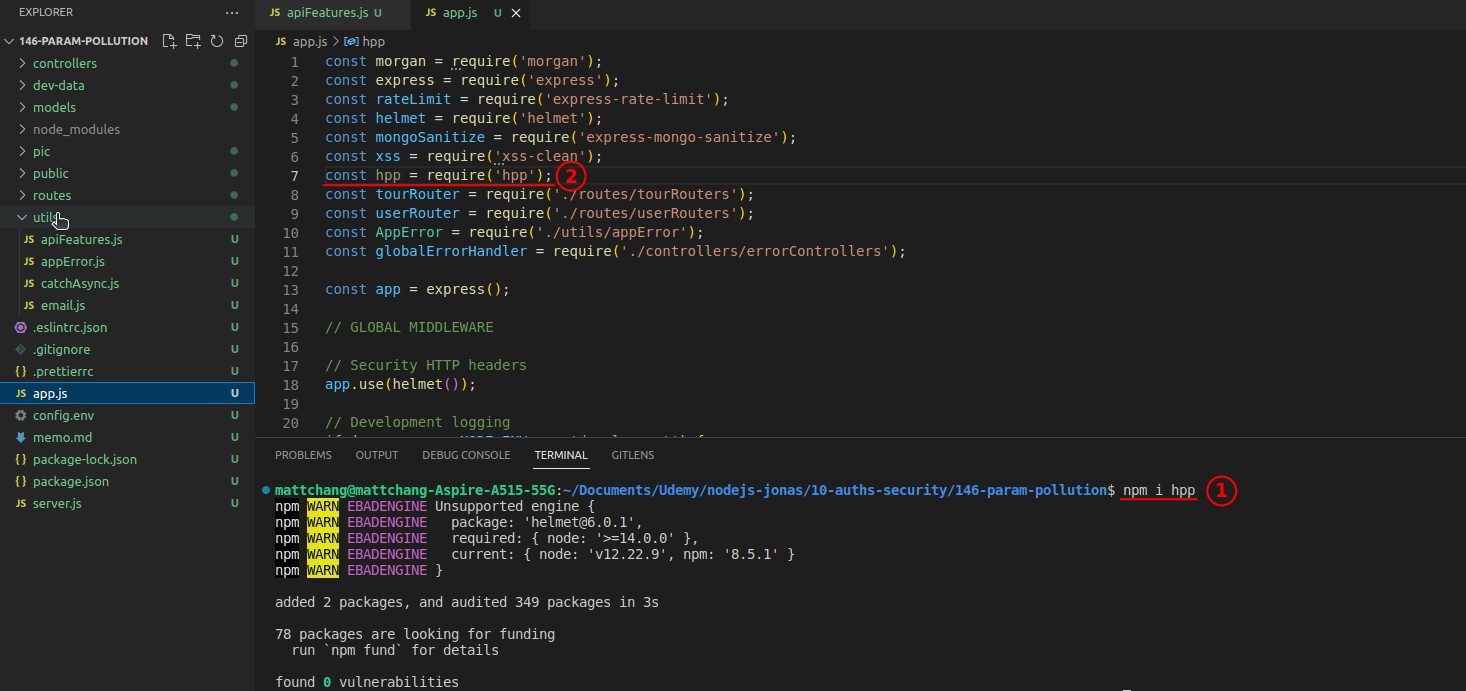 EXPLORER ...
146-PARAM-POLLUTION
controllers
dev-data
models
node_modules
pic
public
routes
utils
JS apiFeatures.js U
JS appError.js U
JS catchAsync.js U
JS email.js U
.eslintrc.json U
.gitignore U
{} .prettierrc U
JS app.js U
config.env U
memo.md U
{} package-lock.json U
{} package.json U
JS server.js U
JS apiFeatures.js U
JS app.js U
JS app.js > hpp
1 const morgan = require('morgan');
2 const express = require('express');
3 const rateLimit = require('express-rate-limit');
4 const helmet = require('helmet');
5 const mongoSanitize = require('express-mongo-sanitize');
6 const xss = require('xss-clean');
7 const hpp = require('hpp'); 2
8 const tourRouter = require('./routes/tourRouters');
9 const userRouter = require('./routes/userRouters');
10 const AppError = require('./utils/appError');
11 const globalErrorHandler = require('./controllers/errorControllers');
12
13 const app = express();
14
15 // GLOBAL MIDDLEWARE
16
17 // Security HTTP headers
18 app.use(helmet());
19
20 // Development logging
PROBLEMS OUTPUT DEBUG CONSOLE TERMINAL GITLENS
mattchang@mattchang-Aspire-A515-55G:~/Documents/Udemy/nodejs-jonas/10-auths-security/146-param-pollution$ npm i hpp 1
npm WARN EBADENGINE Unsupported engine {
npm WARN EBADENGINE   package: 'helmet@6.0.1',
npm WARN EBADENGINE   required: { node: '>=14.0.0' },
npm WARN EBADENGINE   current: { node: 'v12.22.9', npm: '8.5.1' }
npm WARN EBADENGINE }
added 2 packages, and audited 349 packages in 3s
78 packages are looking for funding
  run `npm fund` for details
found 0 vulnerabilities